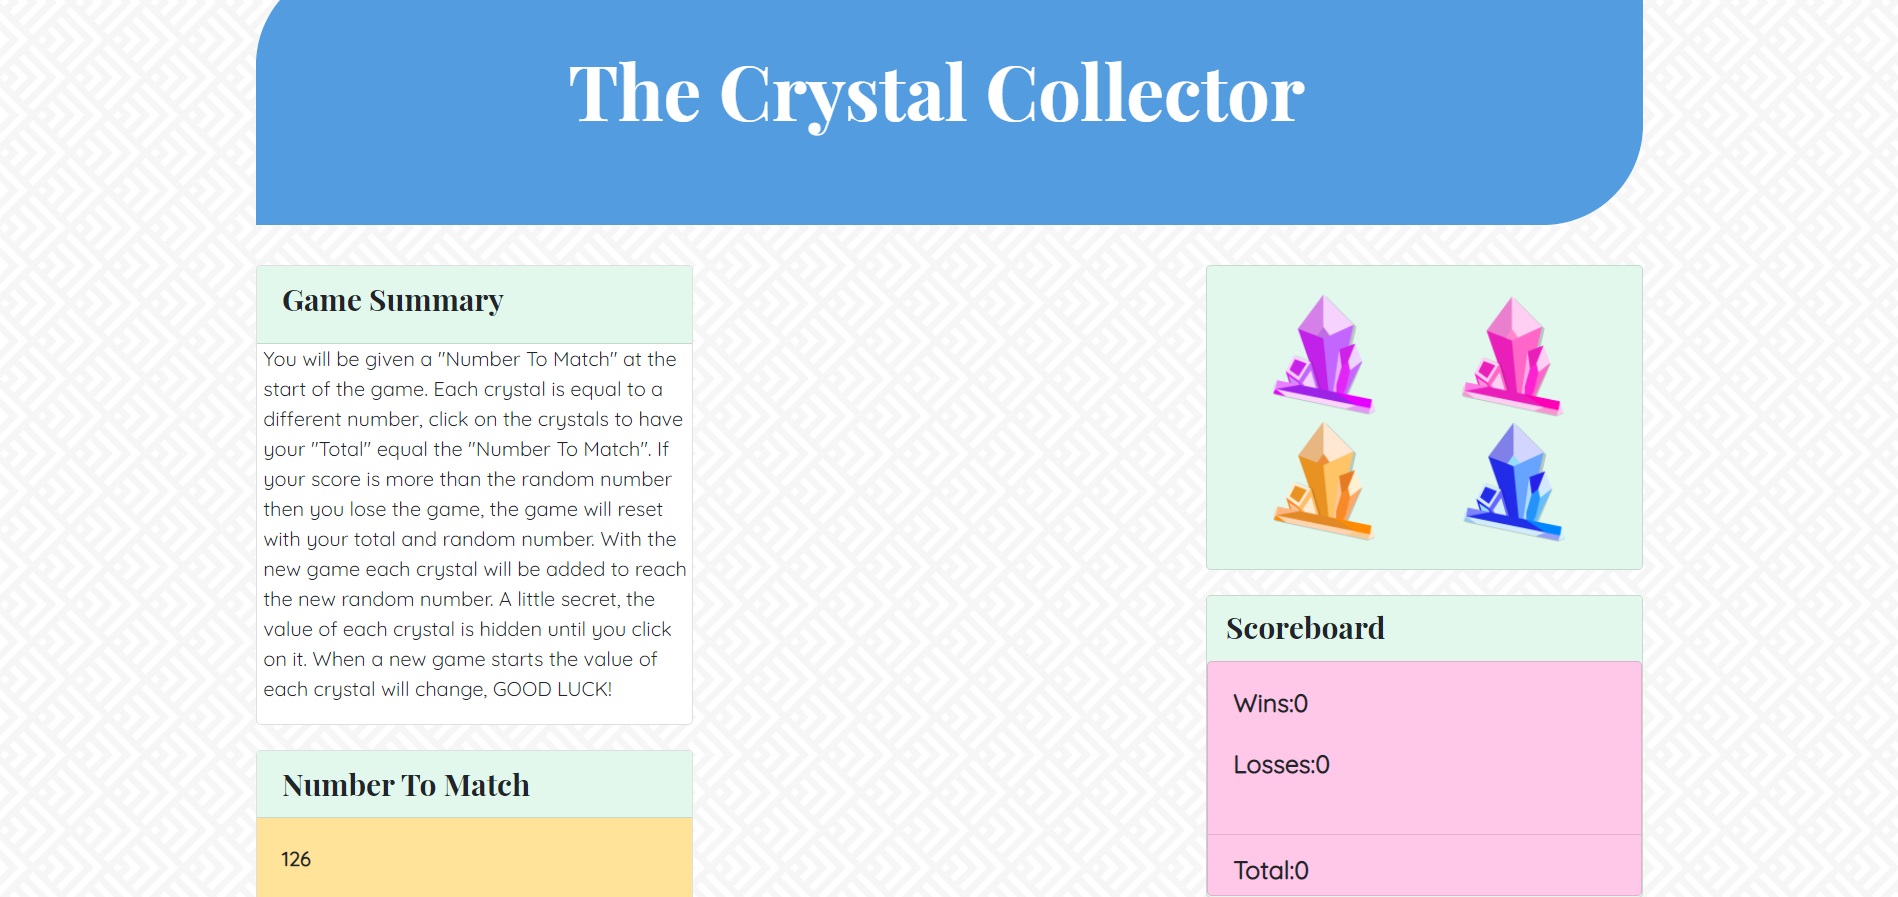 The Crystal Collector
Game Summary
You will be given a "Number To Match" at the
start of the game. Each crystal is equal to a
different number, click on the crystals to have
your "Total" equal the "Number To Match". If
your score is more than the random number
then you lose the game, the game will reset
with your total and random number. With the
new game each crystal will be added to reach
the new random number. A little secret, the
value of each crystal is hidden until you click
on it. When a new game starts the value of
each crystal will change, GOOD LUCK!
Number To Match
126
Scoreboard
Wins:0
Losses:0
Total:0